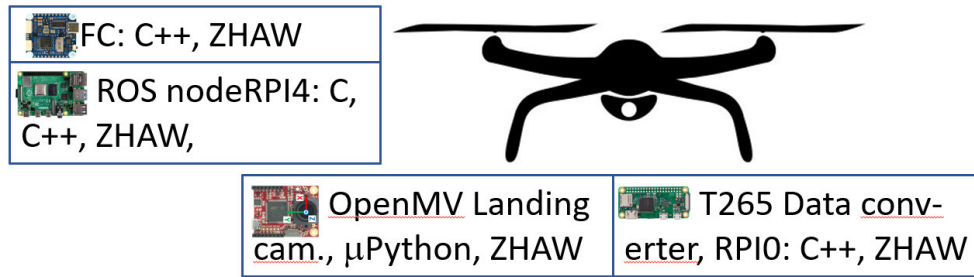 FC: C++, ZHAW
ROS nodeRPI4: C,
C++, ZHAW,
OpenMV Landing
cam., μPython, ZHAW
T265 Data conv-
erter, RPI0: C++, ZHAW